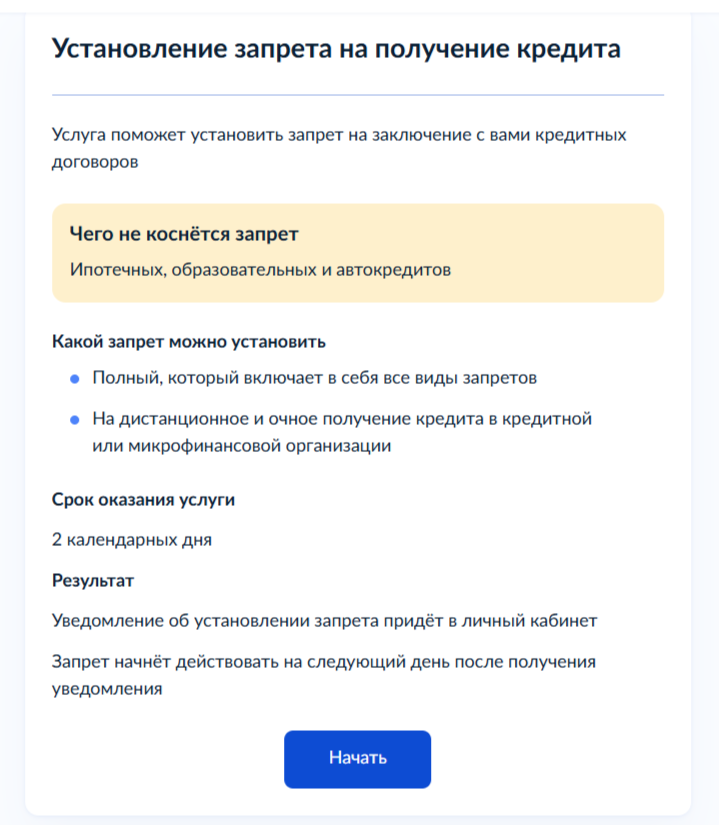 Установление запрета на получение кредита
Услуга поможет установить запрет на заключение с вами кредитных
договоров
Чего не коснётся запрет
Ипотечных, образовательных и автокредитов
Какой запрет можно установить
Полный, который включает в себя все виды запретов
На дистанционное и очное получение кредита в кредитной
или микрофинансовой организации
Срок оказания услуги
2 календарных дня
Результат
Уведомление об установлении запрета придёт в личный кабинет
Запрет начнёт действовать на следующий день после получения
уведомления
Начать